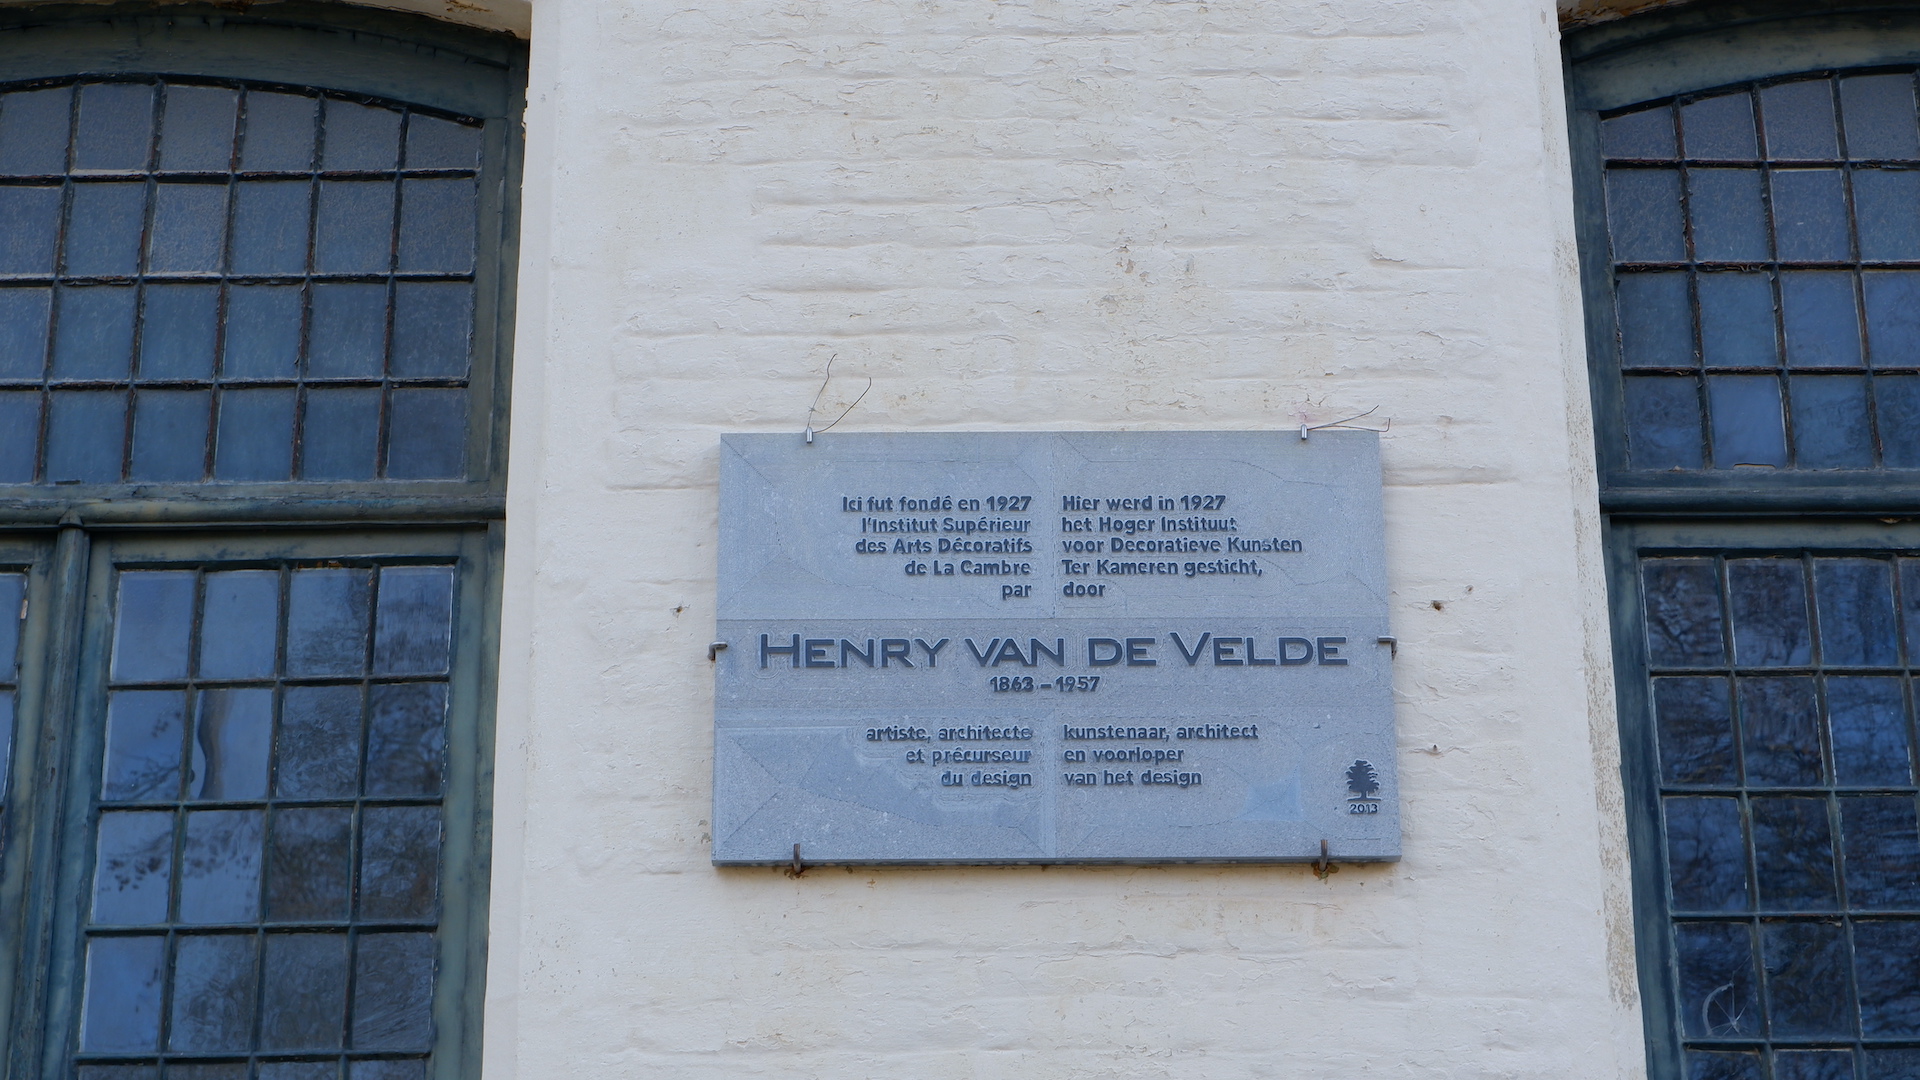 Ici fut fondé en 1927
l'Institut Supérieur
des Arts Décoratifs
de La Cambre
par
Hier werd in 1927
het Hoger Instituut
voor Decoratieve Kunsten
Ter Kameren gesticht,
door
HENRY VAN DE VELDE
1863 – 1957
artiste, architecte
et précurseur
du design
kunstenaar, architect
en voorloper
van het design
2013